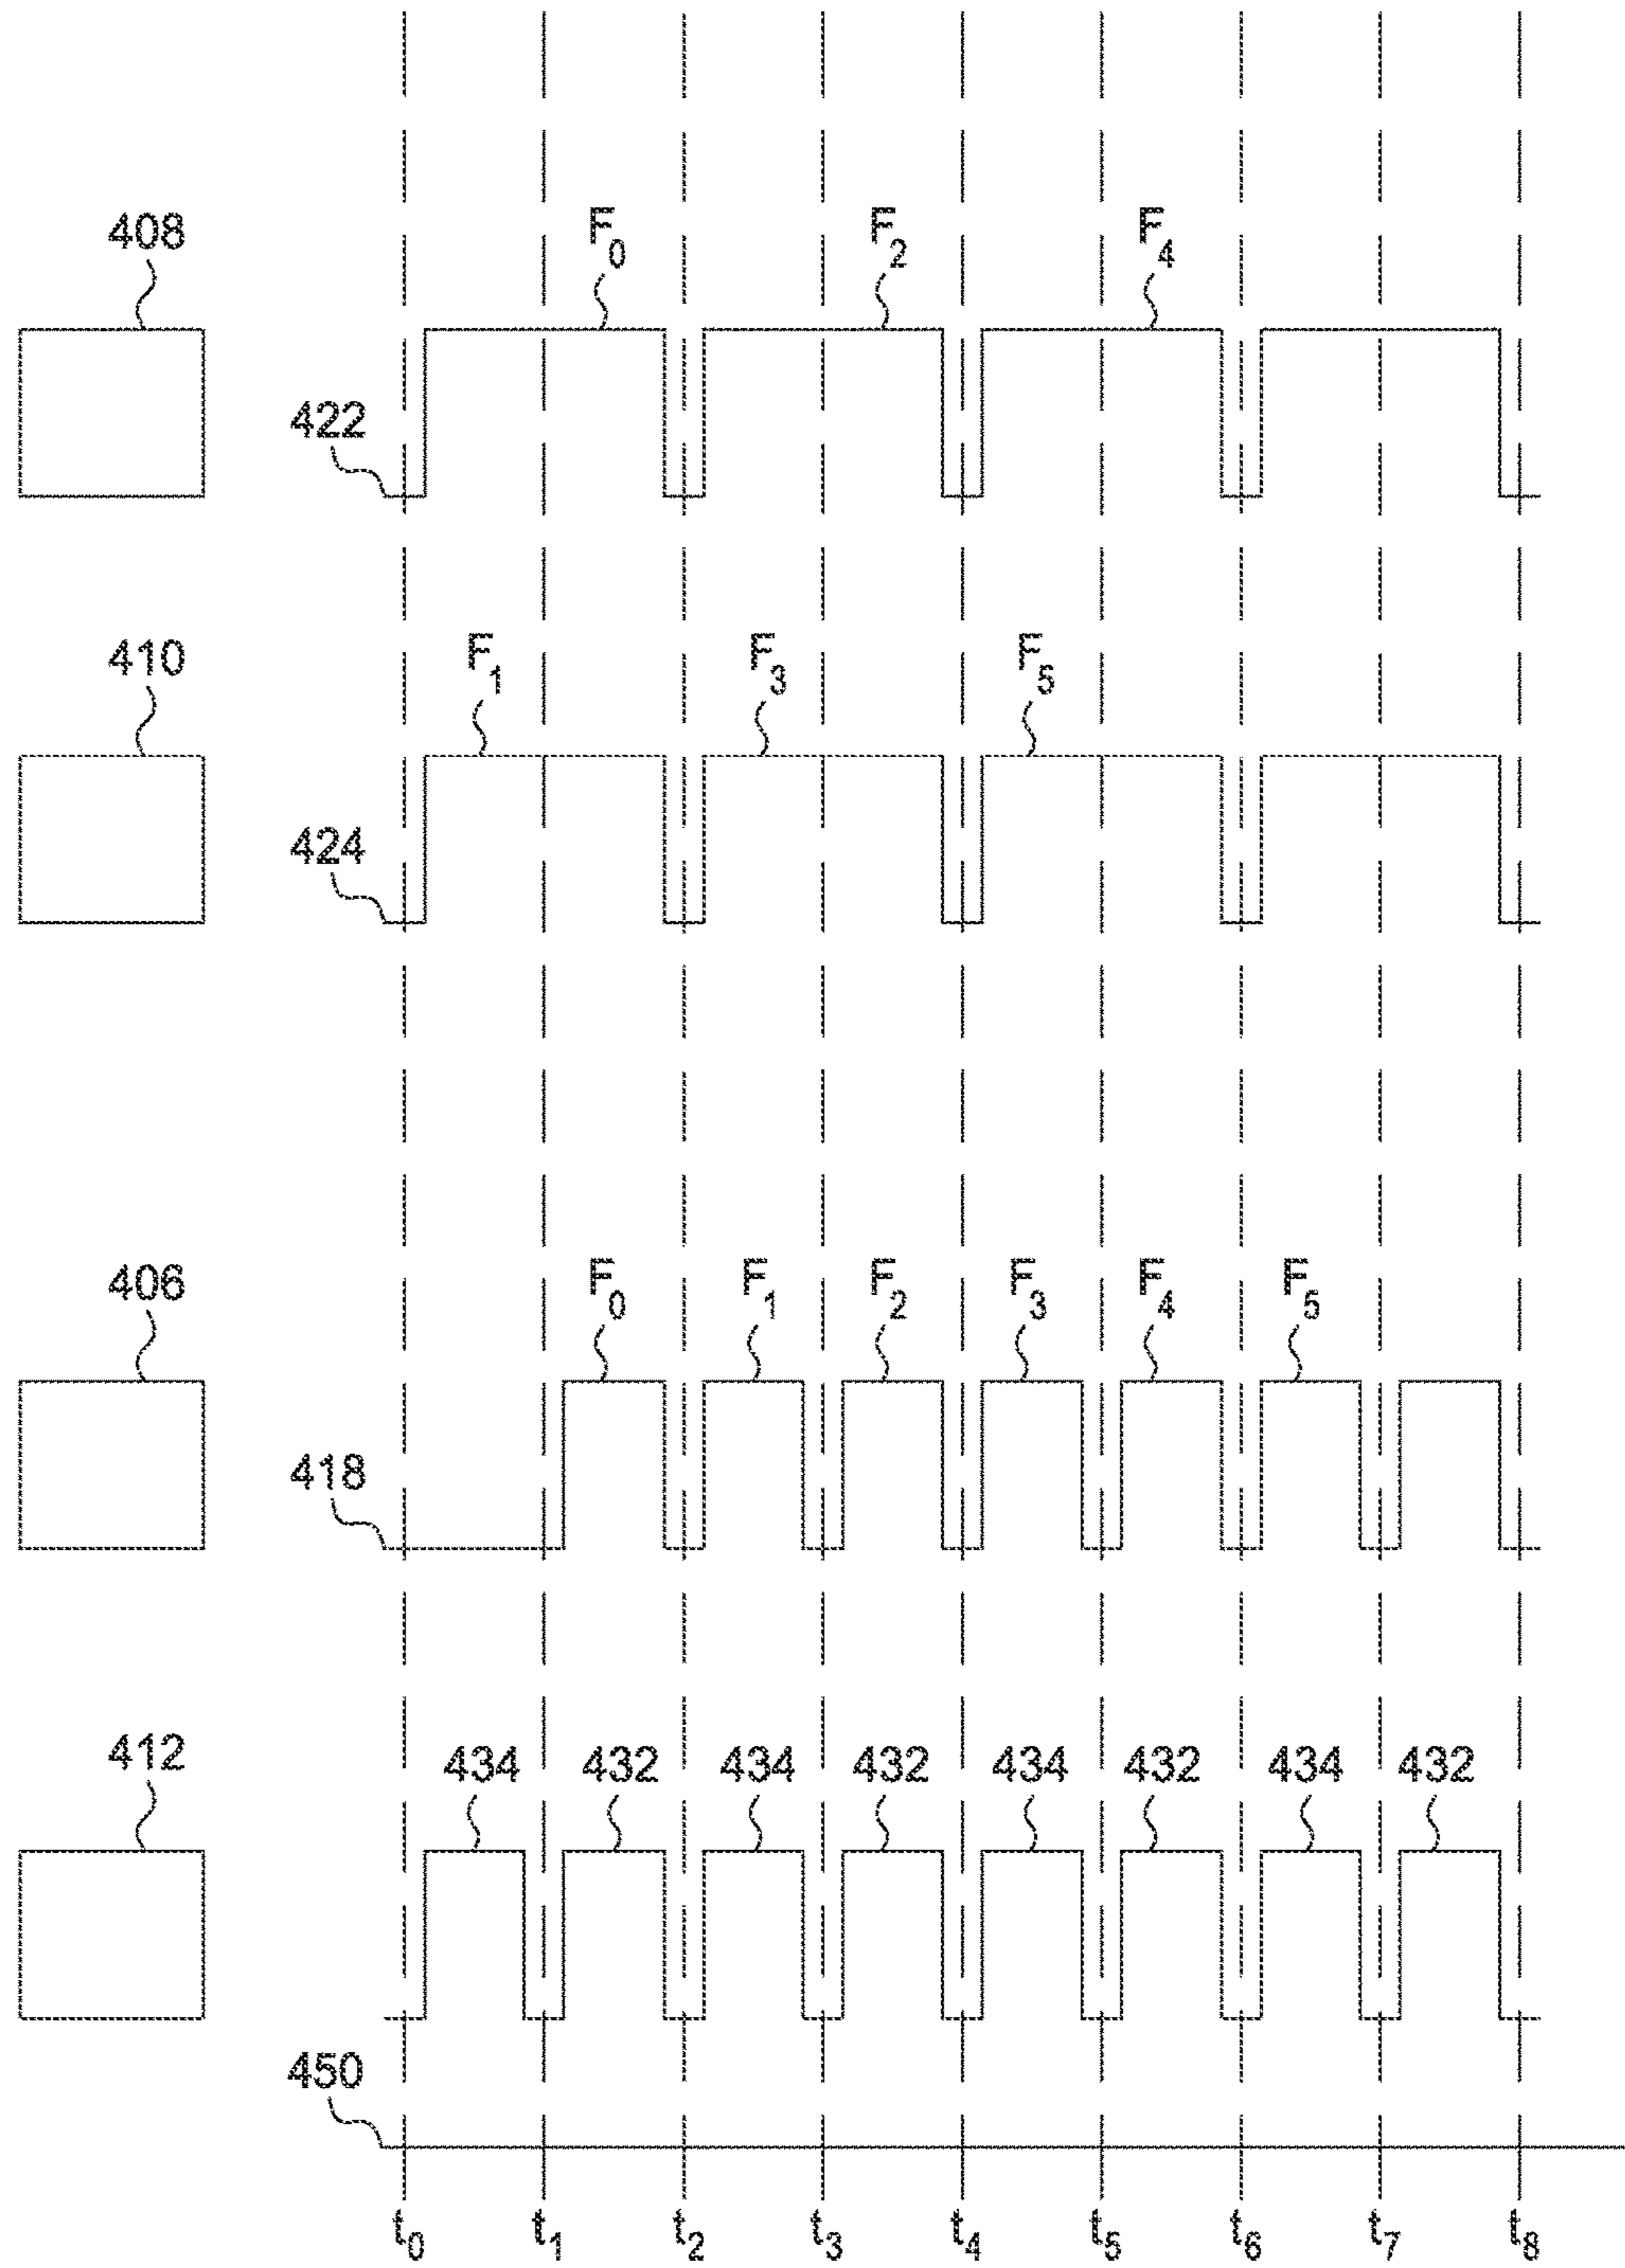 408 F₀ F₂ F₄
422
410 F₁ F₃ F₅
424
406 F₀ F₁ F₂ F₃ F₄ F₅
418
412 434 432 434 432 434 432 434 432
450
t₀ t₁ t₂ t₃ t₄ t₅ t₆ t₇ t₈